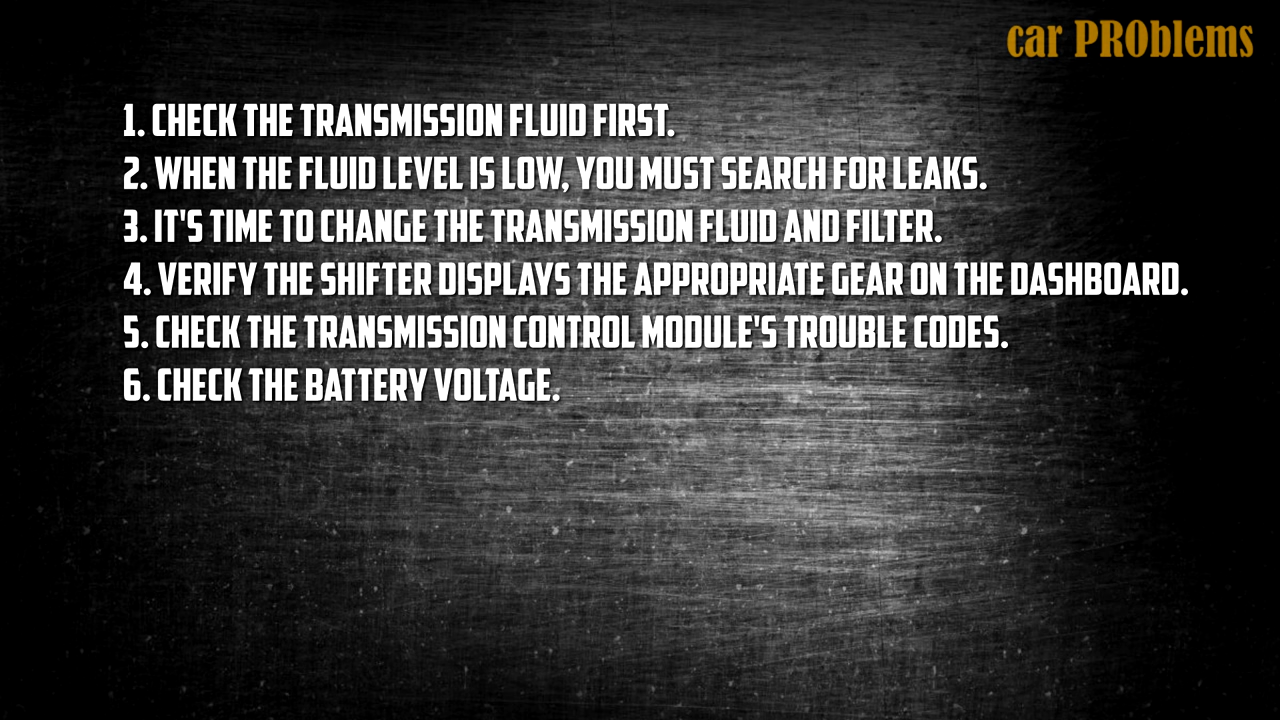 car PROblems
1. CHECK THE TRANSMISSION FLUID FIRST.
2. WHEN THE FLUID LEVEL IS LOW, YOU MUST SEARCH FOR LEAKS.
3. IT'S TIME TO CHANGE THE TRANSMISSION FLUID AND FILTER.
4. VERIFY THE SHIFTER DISPLAYS THE APPROPRIATE GEAR ON THE DASHBOARD.
5. CHECK THE TRANSMISSION CONTROL MODULE'S TROUBLE CODES.
6. CHECK THE BATTERY VOLTAGE.